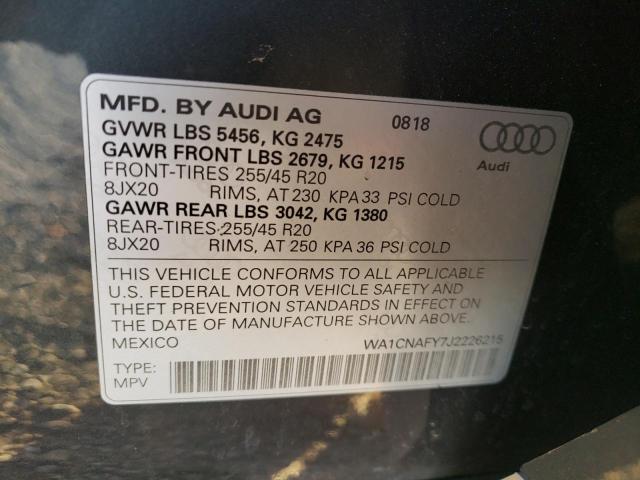 MFD. BY AUDI AG 0818
GVWR LBS 5456, KG 2475
GAWR FRONT LBS 2679, KG 1215
Audi
FRONT-TIRES 255/45 R20
8JX20 RIMS, AT 230 KPA 33 PSI COLD
GAWR REAR LBS 3042, KG 1380
REAR-TIRES: 255/45 R20
8JX20 RIMS, AT 250 KPA 36 PSI COLD
THIS VEHICLE CONFORMS TO ALL APPLICABLE
U.S. FEDERAL MOTOR VEHICLE SAFETY AND
THEFT PREVENTION STANDARDS IN EFFECT ON
THE DATE OF MANUFACTURE SHOWN ABOVE.
MEXICO WA1CNAFY7J2226215
TYPE:
MPV